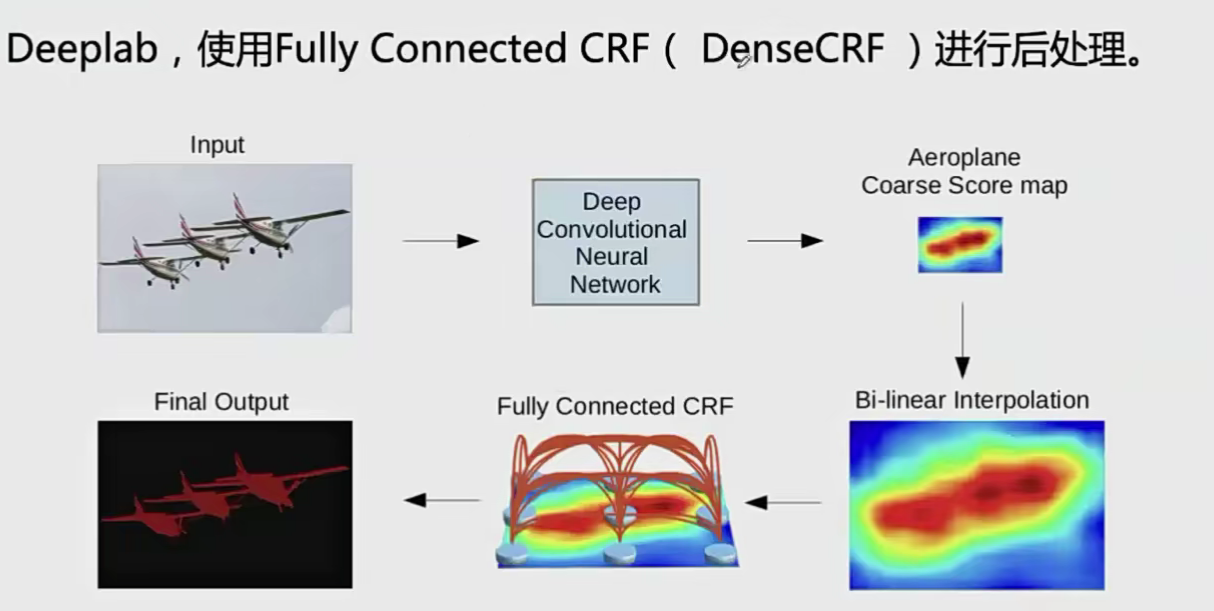 Deeplab，使用Fully Connected CRF（ DenseCRF ）进行后处理。
Input
Deep
Convolutional
Neural
Network
Aeroplane
Coarse Score map
Final Output
Fully Connected CRF
Bi-linear Interpolation